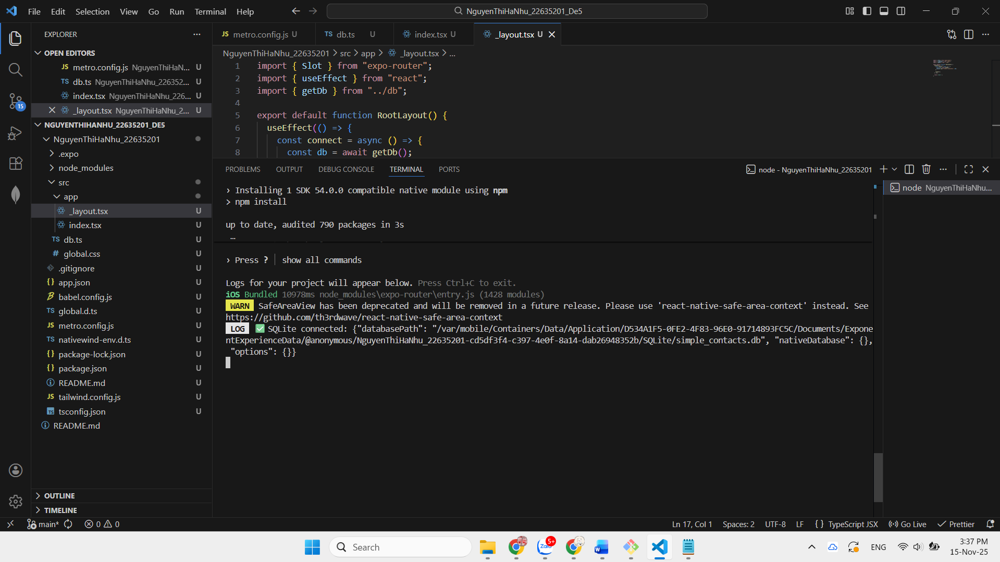 File Edit Selection View Go Run Terminal Help
NguyenThiHaNhu_22635201_De5
EXPLORER
OPEN EDITORS
JS metro.config.js NguyenThiHaN... U
TS db.ts NguyenThiHaNhu_226352... U
index.tsx NguyenThiHaNhu_226... U
_layout.tsx NguyenThiHaNhu_2... U
NGUYENTHIHANHU_22635201_DE5
NguyenThiHaNhu_22635201
.expo
node_modules
src
app
_layout.tsx U
index.tsx U
TS db.ts U
# global.css U
.gitignore U
{} app.json U
babel.config.js U
TS global.d.ts U
JS metro.config.js U
TS nativewind-env.d.ts U
{} package-lock.json U
{} package.json U
README.md U
JS tailwind.config.js U
TS tsconfig.json U
README.md
OUTLINE
TIMELINE
15
JS metro.config.js U
TS db.ts U
index.tsx U
_layout.tsx U
NguyenThiHaNhu_22635201 > src > app > _layout.tsx > ...
1 import { Slot } from "expo-router";
2 import { useEffect } from "react";
3 import { getDb } from "../db";
4
5 export default function RootLayout() {
6 useEffect(() => {
7 const connect = async () => {
8 const db = await getDb();
PROBLEMS OUTPUT DEBUG CONSOLE TERMINAL PORTS
node - NguyenThiHaNhu_22635201
node NguyenThiHaNhu...
› Installing 1 SDK 54.0.0 compatible native module using npm
> npm install
up to date, audited 790 packages in 3s
…
› Press ? │ show all commands
Logs for your project will appear below. Press Ctrl+C to exit.
iOS Bundled 10978ms node_modules\expo-router\entry.js (1428 modules)
WARN SafeAreaView has been deprecated and will be removed in a future release. Please use 'react-native-safe-area-context' instead. See
https://github.com/th3rdwave/react-native-safe-area-context
LOG ✅ SQLite connected: {"databasePath": "/var/mobile/Containers/Data/Application/D534A1F5-0FE2-4F83-96E0-91714893FC5C/Documents/Expone
ntExperienceData/@anonymous/NguyenThiHaNhu_22635201-cd5df3f4-c397-4e0f-8a14-dab26948352b/SQLite/simple_contacts.db", "nativeDatabase": {},
"options": {}}
main* 0 0
Ln 17, Col 1 Spaces: 2 UTF-8 LF {} TypeScript JSX Go Live Prettier
Search
Zalo 5+
ENG
3:37 PM
15-Nov-25